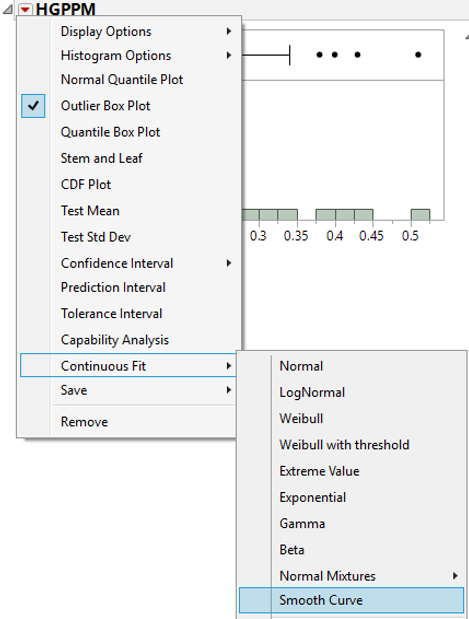 HGPPM
Display Options
Histogram Options
Normal Quantile Plot
Outlier Box Plot
Quantile Box Plot
Stem and Leaf
CDF Plot
Test Mean
Test Std Dev
0.3 0.35 0.4 0.45 0.5
Confidence Interval
Prediction Interval
Tolerance Interval
Capability Analysis
Continuous Fit
Save
Remove
Normal
LogNormal
Weibull
Weibull with threshold
Extreme Value
Exponential
Gamma
Beta
Normal Mixtures
Smooth Curve